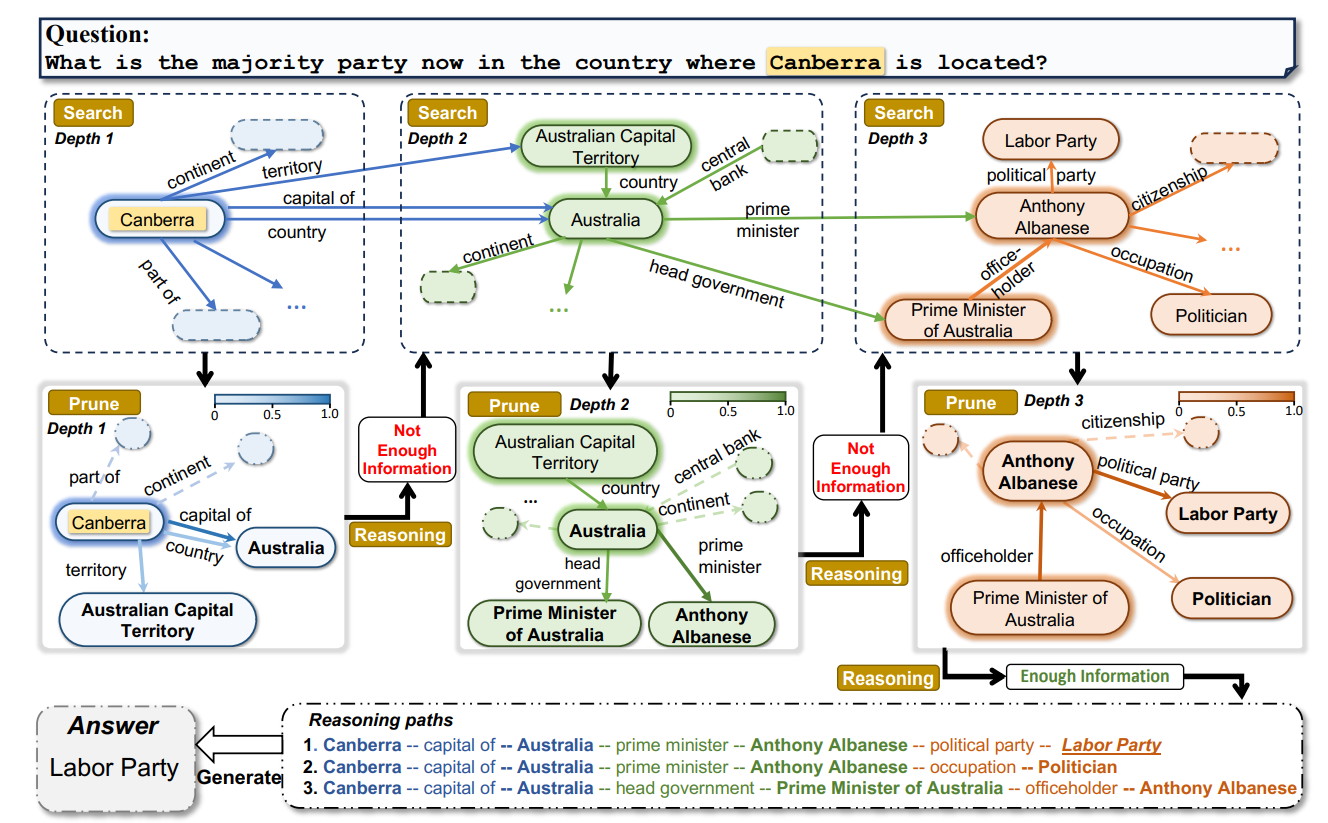 Question:
What is the majority party now in the country where Canberra is located?
Search
Depth 1
continent
territory
Canberra
capital of
country
part of
...
Search
Depth 2
Australian Capital
Territory
central
bank
country
Australia
prime
minister
continent
head government
...
Search
Depth 3
Labor Party
political party
citizenship
Anthony
Albanese
...
office-
holder
occupation
Prime Minister
of Australia
Politician
Prune
0 0.5 1.0
Depth 1
part of
continent
Canberra
capital of
country
Australia
territory
Australian Capital
Territory
Not
Enough
Information
Reasoning
Prune
Depth 2
0 0.5 1.0
Australian Capital
Territory
central bank
country
...
continent
Australia
head
government
prime
minister
Prime Minister
of Australia
Anthony
Albanese
Not
Enough
Information
Reasoning
Prune
Depth 3
0 0.5 1.0
citizenship
Anthony
Albanese
political party
Labor Party
occupation
officeholder
Prime Minister of
Australia
Politician
Reasoning
Enough Information
Answer
Labor Party
Generate
Reasoning paths
1. Canberra -- capital of -- Australia -- prime minister -- Anthony Albanese -- political party -- Labor Party
2. Canberra -- capital of -- Australia -- prime minister -- Anthony Albanese -- occupation -- Politician
3. Canberra -- capital of -- Australia -- head government -- Prime Minister of Australia -- officeholder -- Anthony Albanese